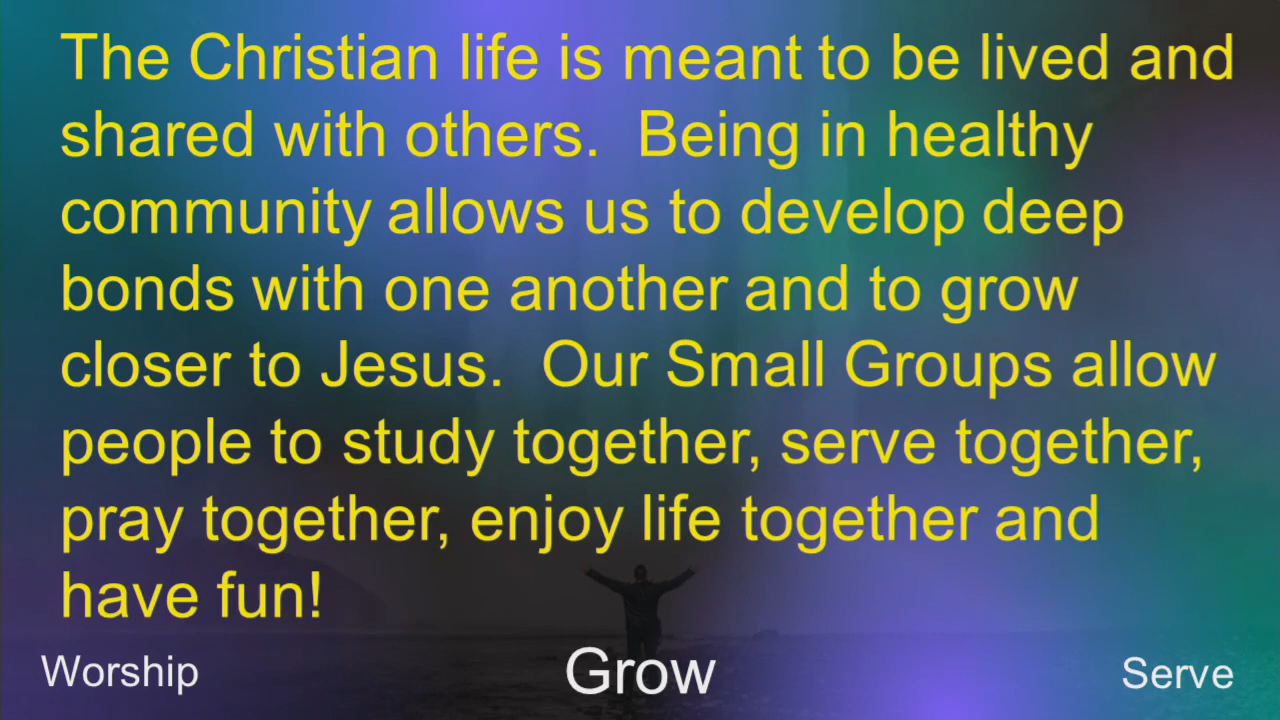 The Christian life is meant to be lived and
shared with others.  Being in healthy
community allows us to develop deep
bonds with one another and to grow
closer to Jesus.  Our Small Groups allow
people to study together, serve together,
pray together, enjoy life together and
have fun!
Worship
Grow
Serve